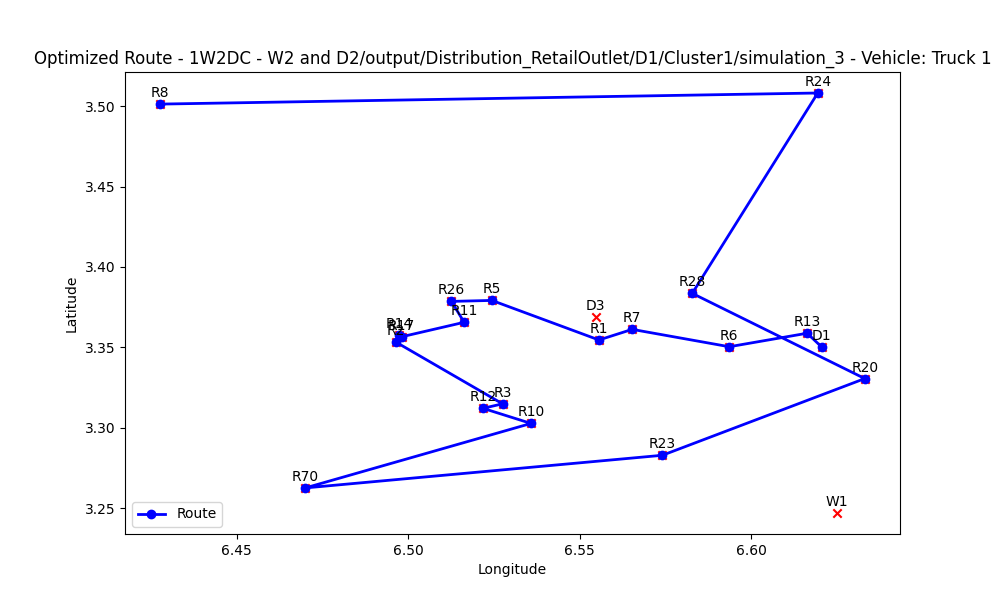 Optimized Route - 1W2DC - W2 and D2/output/Distribution_RetailOutlet/D1/Cluster1/simulation_3 - Vehicle: Truck 1
R8
R24
3.50
3.45
3.40
R28
R26
R5
D3
R11
R14
R17
R1
R7
R6
R13
D1
3.35
R20
R12
R3
R10
3.30
R23
R70
W1
3.25
Route
6.45
6.50
6.55
6.60
Longitude
Latitude